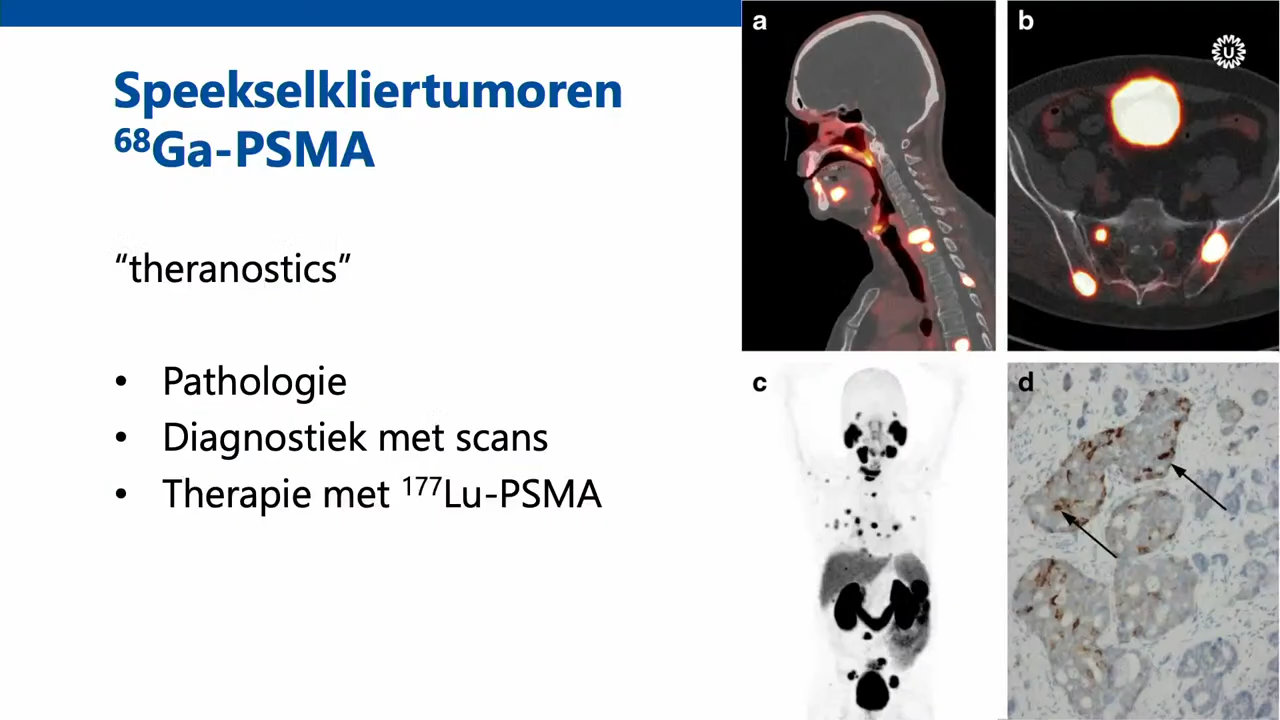 Speekselkliertumoren
⁶⁸Ga-PSMA
“theranostics”
• Pathologie
• Diagnostiek met scans
• Therapie met ¹⁷⁷Lu-PSMA
a
b
U
c
d